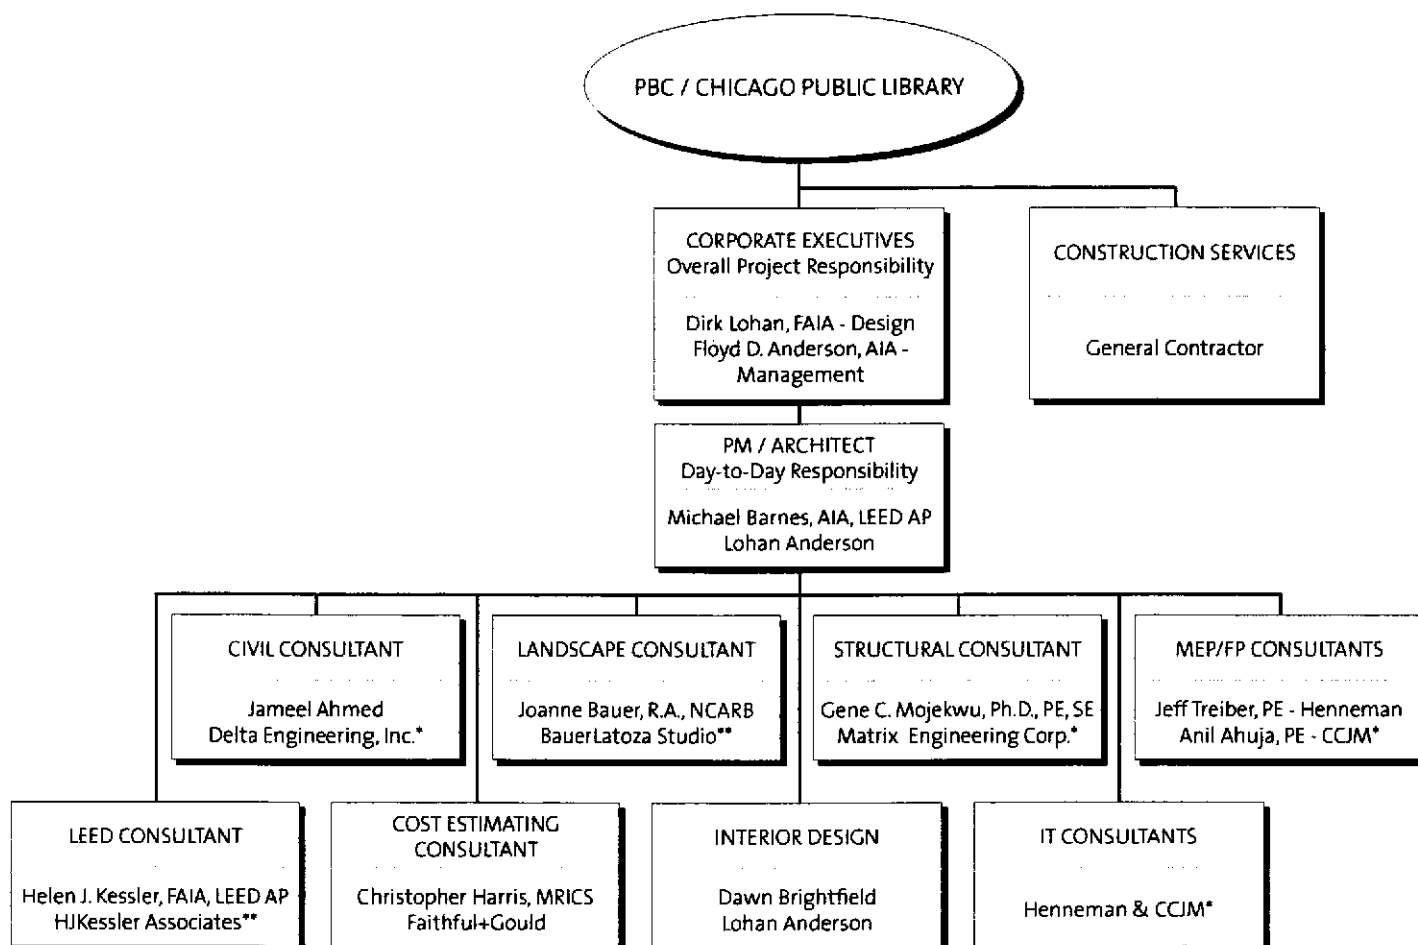 PBC / CHICAGO PUBLIC LIBRARY
CORPORATE EXECUTIVES
Overall Project Responsibility
Dirk Lohan, FAIA - Design
Floyd D. Anderson, AIA -
Management
CONSTRUCTION SERVICES
General Contractor
PM / ARCHITECT
Day-to-Day Responsibility
Michael Barnes, AIA, LEED AP
Lohan Anderson
CIVIL CONSULTANT
Jameel Ahmed
Delta Engineering, Inc.*
LANDSCAPE CONSULTANT
Joanne Bauer, R.A., NCARB
BauerLatoza Studio**
STRUCTURAL CONSULTANT
Gene C. Mojekwu, Ph.D., PE, SE
Matrix Engineering Corp.*
MEP/FP CONSULTANTS
Jeff Treiber, PE - Henneman
Anil Ahuja, PE - CCJM*
LEED CONSULTANT
Helen J. Kessler, FAIA, LEED AP
HJKessler Associates**
COST ESTIMATING
CONSULTANT
Christopher Harris, MRICS
Faithful+Gould
INTERIOR DESIGN
Dawn Brightfield
Lohan Anderson
IT CONSULTANTS
Henneman & CCJM*